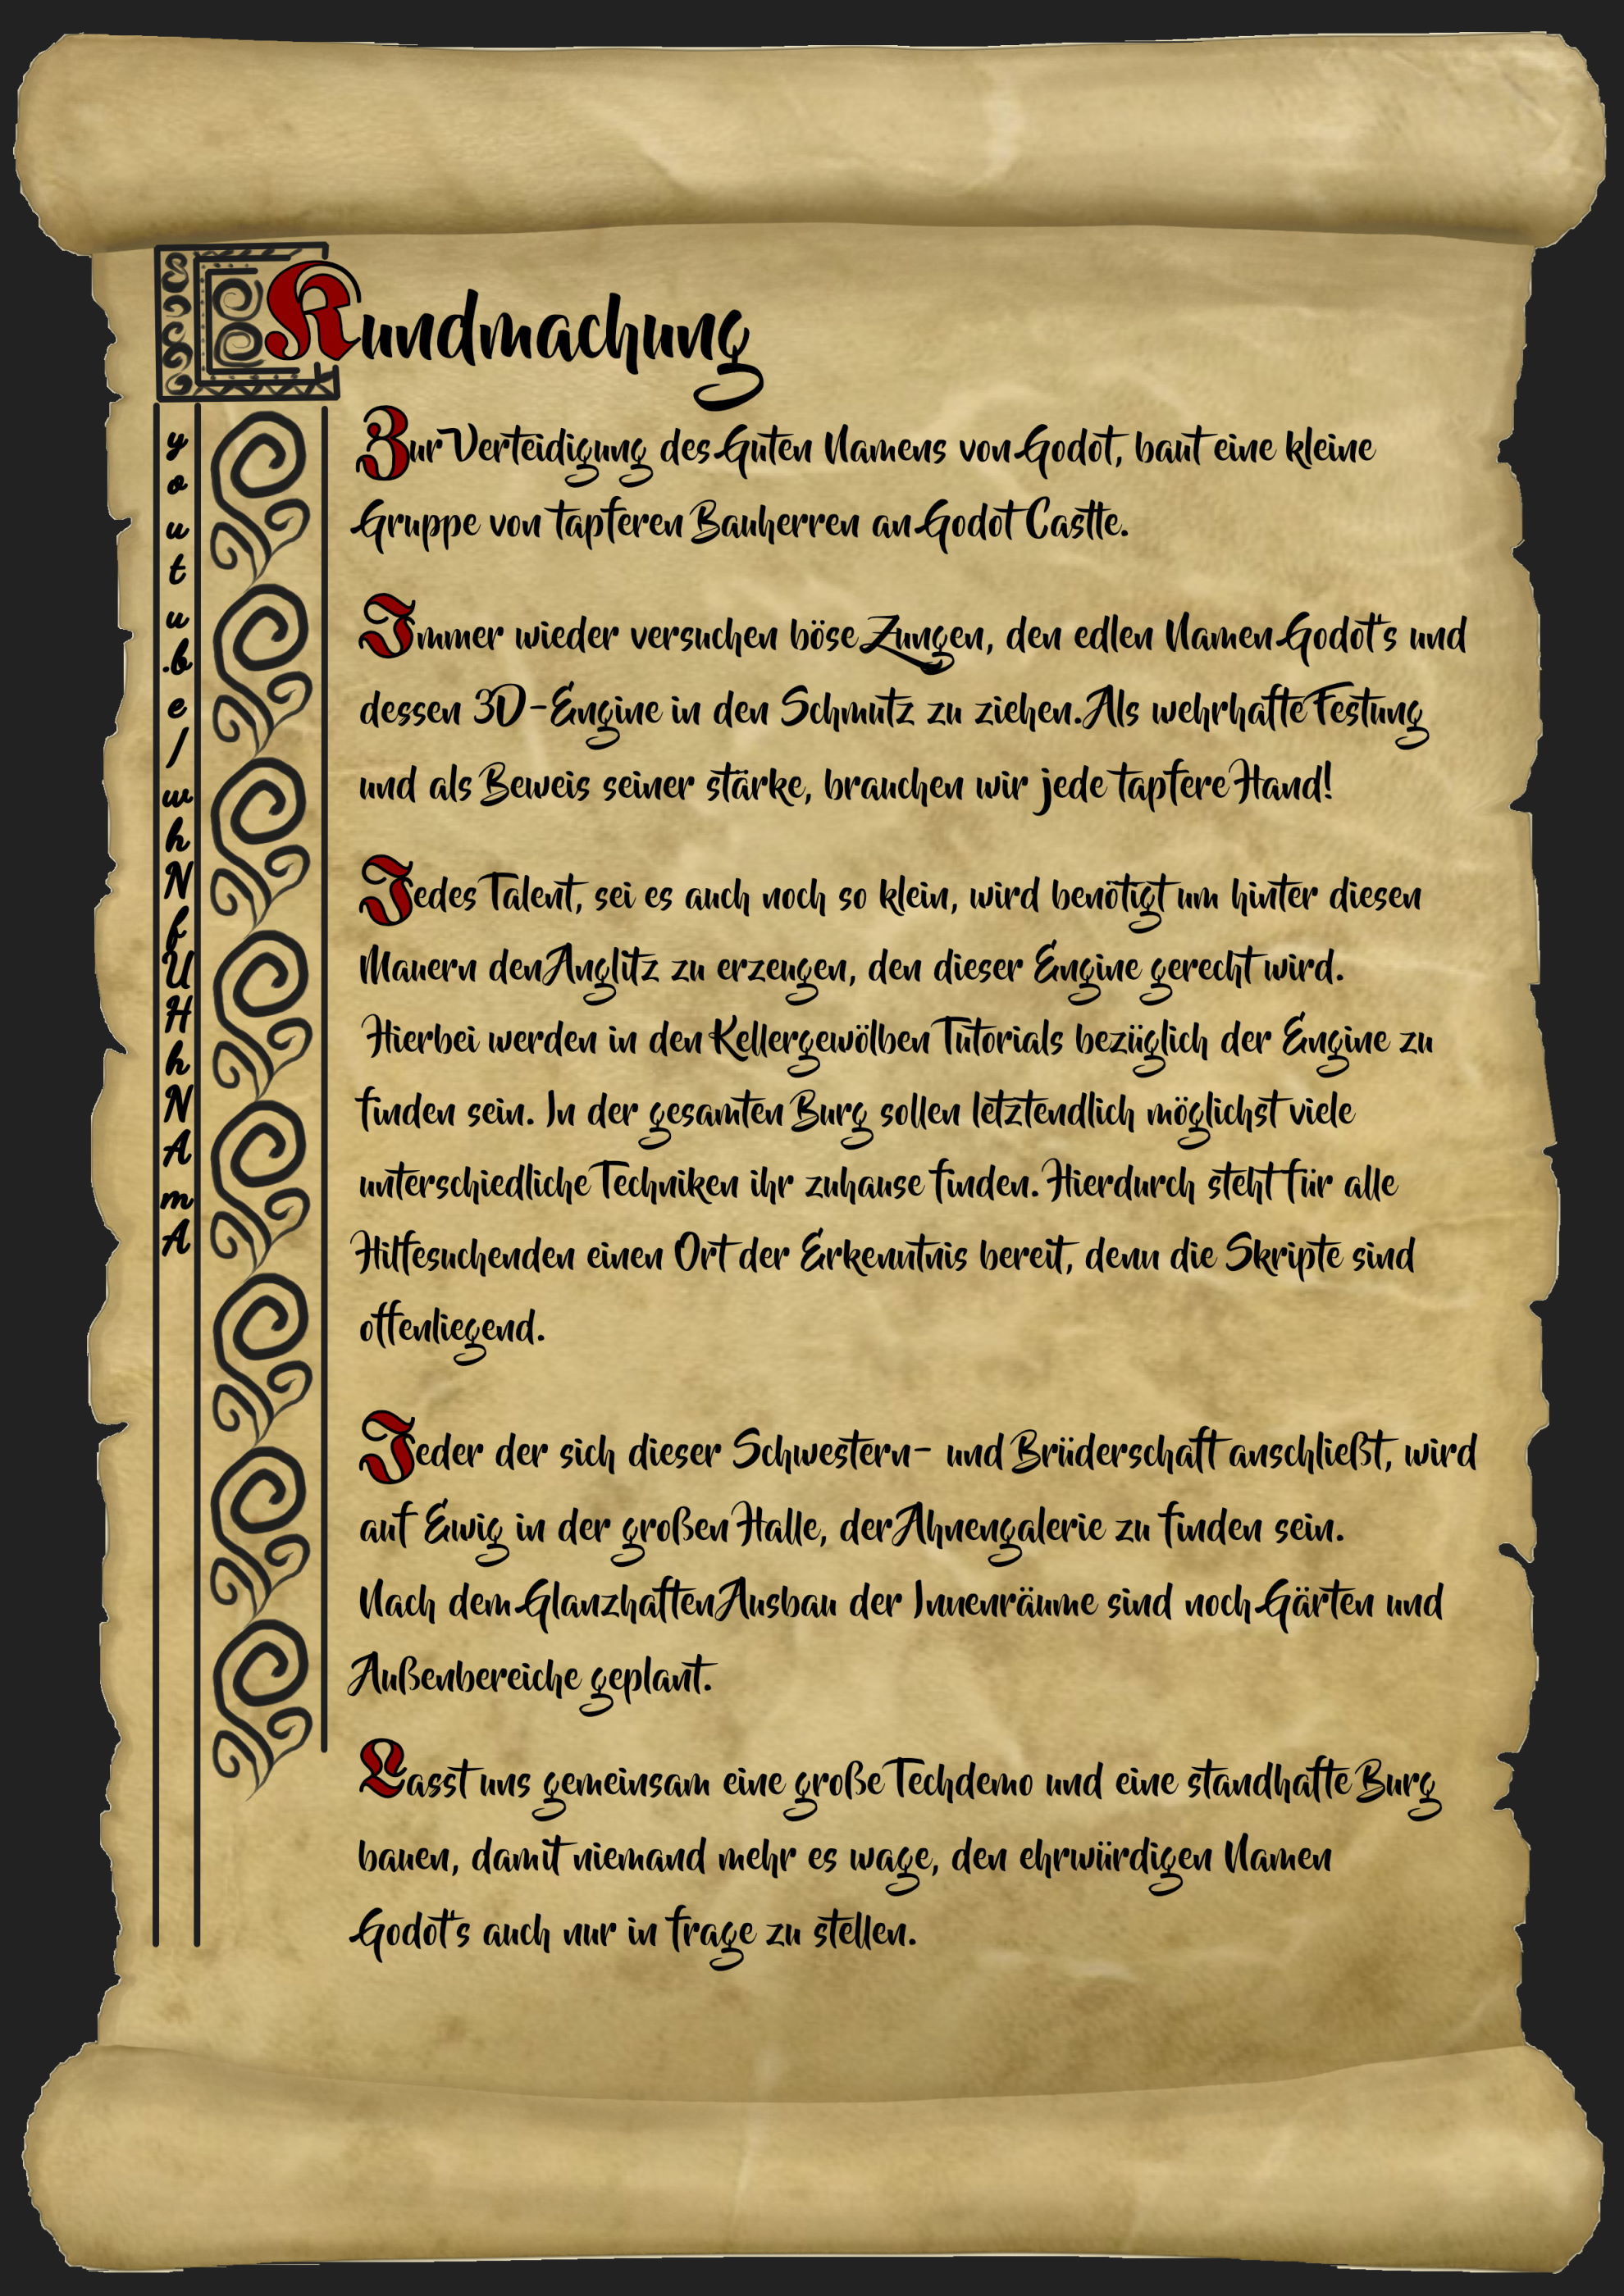 Kundmachung
Zur Verteidigung des Guten Namens von Godot, baut eine kleine
Gruppe von tapferen Bauherren an Godot Castle.
Immer wieder versuchen böse Zungen, den edlen Namen Godot's und
dessen 3D-Engine in den Schmutz zu ziehen. Als wehrhafte Festung
und als Beweis seiner stärke, brauchen wir jede tapfere Hand!
Jedes Talent, sei es auch noch so klein, wird benötigt um hinter diesen
Mauern den Anglitz zu erzeugen, den dieser Engine gerecht wird.
Hierbei werden in den Kellergewölben Tutorials bezüglich der Engine zu
finden sein. In der gesamten Burg sollen letztendlich möglichst viele
unterschiedliche Techniken ihr zuhause finden. Hierdurch steht für alle
Hilfesuchenden einen Ort der Erkenntnis bereit, denn die Skripte sind
offenliegend.
Jeder der sich dieser Schwestern- und Brüderschaft anschließt, wird
auf Ewig in der großen Halle, der Ahnengalerie zu finden sein.
Nach dem Glanzhaften Ausbau der Innenräume sind noch Gärten und
Außenbereiche geplant.
Lasst uns gemeinsam eine große Techdemo und eine standhafte Burg
bauen, damit niemand mehr es wage, den ehrwürdigen Namen
Godot's auch nur in frage zu stellen.
youtu.be/whNfUHhNAmA